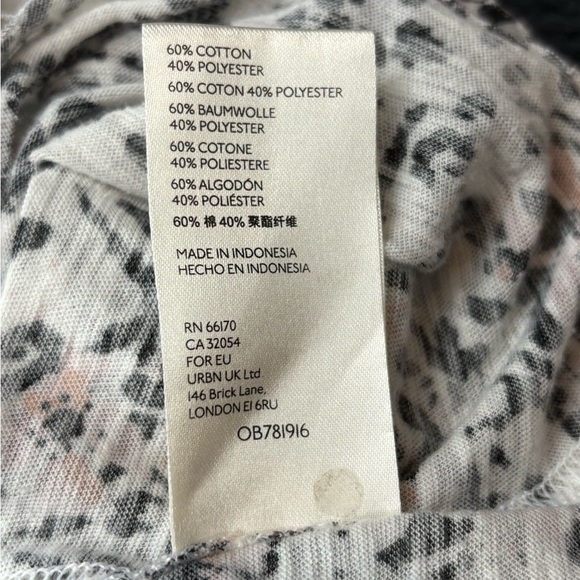 60% COTTON
40% POLYESTER
60% COTON 40% POLYESTER
60% BAUMWOLLE
40% POLYESTER
60% COTONE
40% POLIESTERE
60% ALGODÓN
40% POLIÉSTER
60% 棉 40% 聚酯纤维
MADE IN INDONESIA
HECHO EN INDONESIA
RN 66170
CA 32054
FOR EU
URBN UK Ltd
146 Brick Lane,
LONDON E1 6RU
OB781916